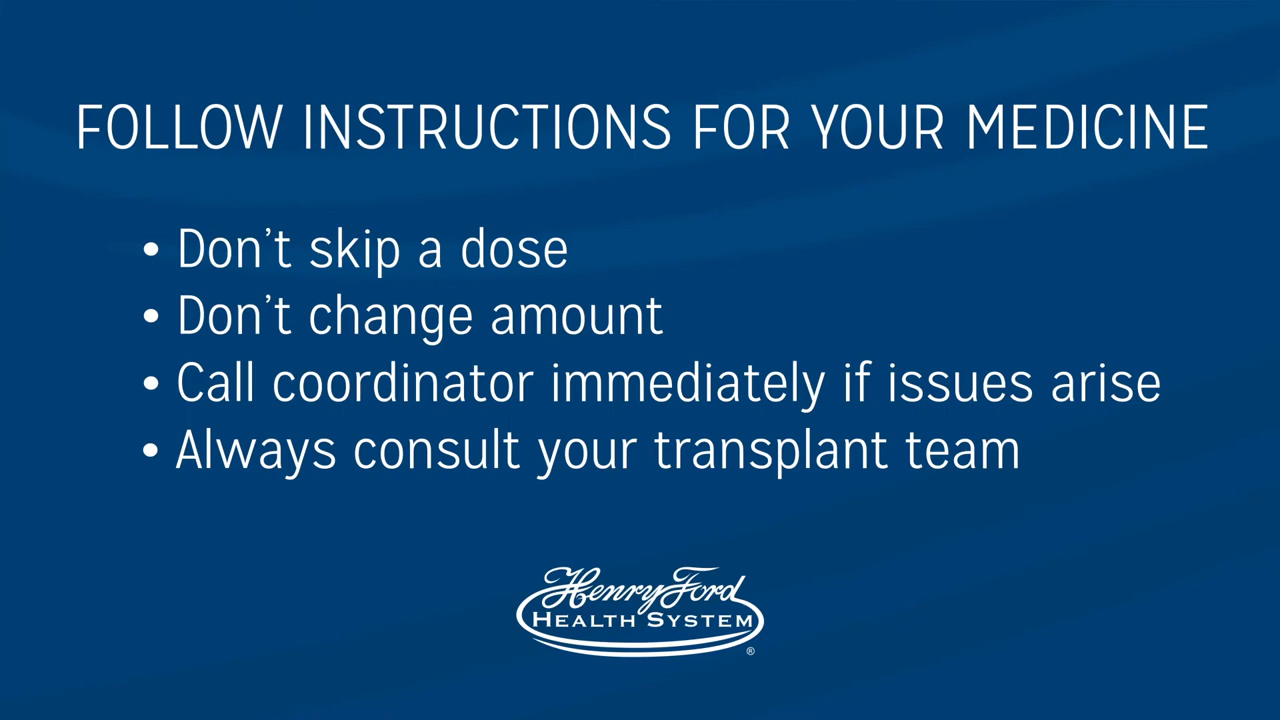 FOLLOW INSTRUCTIONS FOR YOUR MEDICINE
• Don’t skip a dose
• Don’t change amount
• Call coordinator immediately if issues arise
• Always consult your transplant team
Henry Ford
HEALTH SYSTEM
®